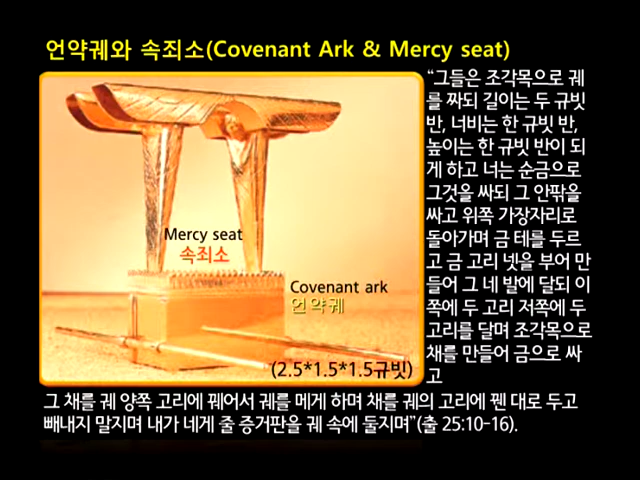 언약궤와 속죄소(Covenant Ark & Mercy seat)
Mercy seat
속죄소
Covenant ark
언약궤
(2.5*1.5*1.5규빗)
“그들은 조각목으로 궤
를 짜되 길이는 두 규빗
반, 너비는 한 규빗 반,
높이는 한 규빗 반이 되
게 하고 너는 순금으로
그것을 싸되 그 안팎을
싸고 위쪽 가장자리로
돌아가며 금 테를 두르
고 금 고리 넷을 부어 만
들어 그 네 발에 달되 이
쪽에 두 고리 저쪽에 두
고리를 달며 조각목으로
채를 만들어 금으로 싸
고
그 채를 궤 양쪽 고리에 꿰어서 궤를 메게 하며 채를 궤의 고리에 꿴 대로 두고
빼내지 말지며 내가 네게 줄 증거판을 궤 속에 둘지며”(출 25:10-16).